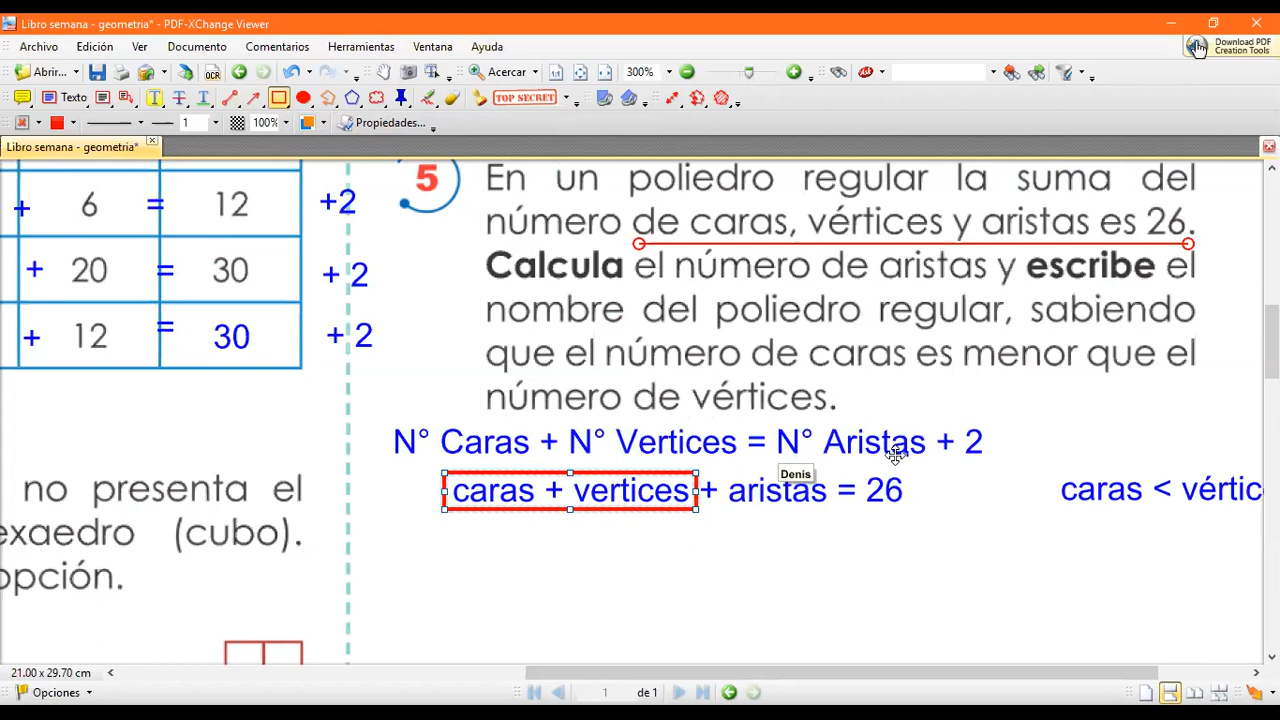 Libro semana - geometria* - PDF-XChange Viewer
Archivo Edición Ver Documento Comentarios Herramientas Ventana Ayuda
Download PDF
Creation Tools
Abrir... OCR Acercar 300%
Texto T T T TOP SECRET
1 100% Propiedades...
Libro semana - geometria*
+ 6 = 12 +2
+ 20 = 30 + 2
+ 12 = 30 + 2
no presenta el
exaedro (cubo).
opción.
5
En un poliedro regular la suma del
número de caras, vértices y aristas es 26.
Calcula el número de aristas y escribe el
nombre del poliedro regular, sabiendo
que el número de caras es menor que el
número de vértices.
N° Caras + N° Vertices = N° Aristas + 2
Denis
caras + vertices + aristas = 26
caras < vértic
21.00 x 29.70 cm
Opciones 1 de 1